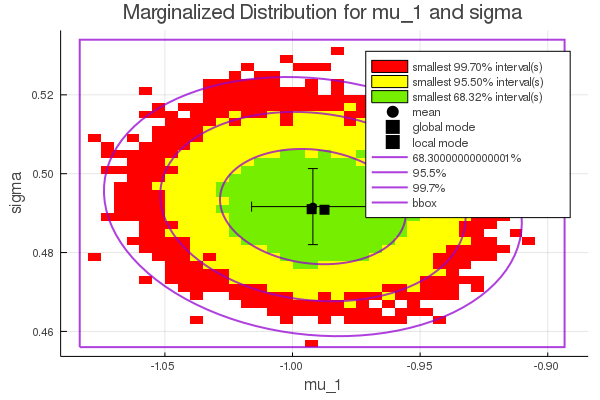 Marginalized Distribution for mu_1 and sigma
smallest 99.70% interval(s)
smallest 95.50% interval(s)
smallest 68.32% interval(s)
mean
global mode
local mode
68.30000000000001%
95.5%
99.7%
bbox
sigma
0.52
0.50
0.48
0.46
-1.05
-1.00
-0.95
-0.90
mu_1